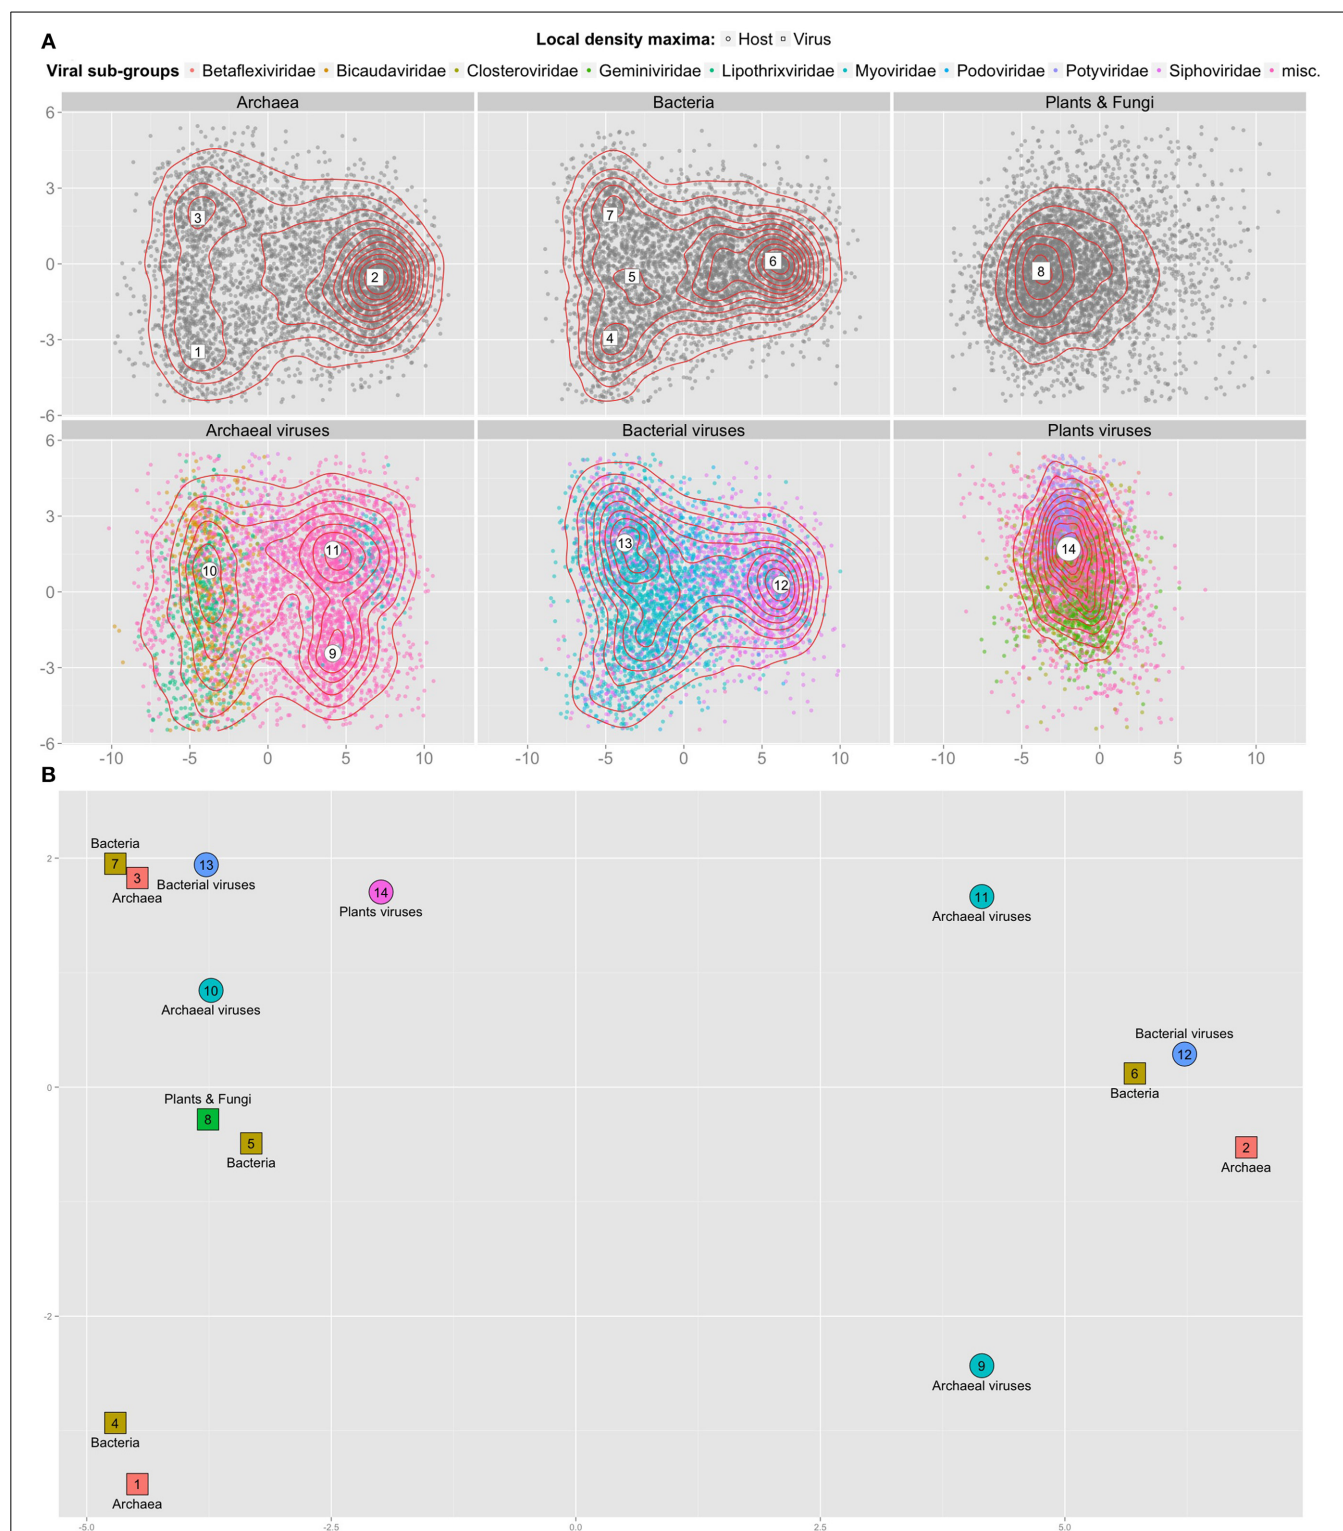 A
Local density maxima: Host Virus
Viral sub-groups Betaflexiviridae Bicaudaviridae Closteroviridae Geminiviridae Lipothrixviridae Myoviridae Podoviridae Potyviridae Siphoviridae misc.
Archaea Bacteria Plants & Fungi
6
3
0
-3
-6
3
2
1
7
5
6
4
8
Archaeal viruses Bacterial viruses Plants viruses
6
3
0
-3
-6
10
11
9
13
12
14
-10 -5 0 5 10 -10 -5 0 5 10 -10 -5 0 5 10
B
2
0
-2
Bacteria
7
3
Archaea
13
Bacterial viruses
14
Plants viruses
11
Archaeal viruses
10
Archaeal viruses
Bacterial viruses
12
6
Bacteria
Plants & Fungi
8
5
Bacteria
2
Archaea
9
Archaeal viruses
4
Bacteria
1
Archaea
-5.0 -2.5 0.0 2.5 5.0